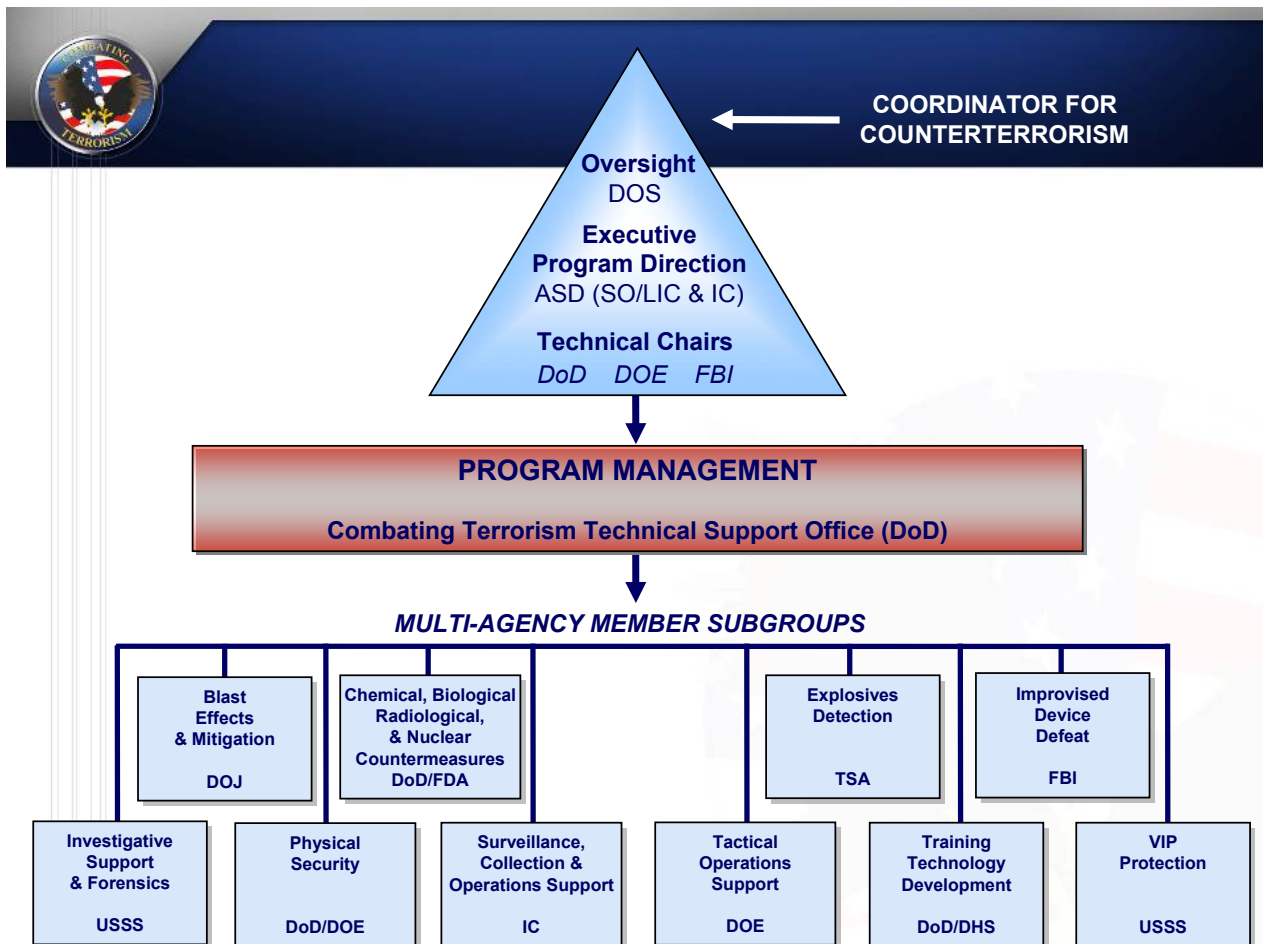 COMBATING
TERRORISM
COORDINATOR FOR
COUNTERTERRORISM
Oversight
DOS
Executive
Program Direction
ASD (SO/LIC & IC)
Technical Chairs
DoD DOE FBI
PROGRAM MANAGEMENT
Combating Terrorism Technical Support Office (DoD)
MULTI-AGENCY MEMBER SUBGROUPS
Blast
Effects
& Mitigation
DOJ
Chemical, Biological
Radiological,
& Nuclear
Countermeasures
DoD/FDA
Explosives
Detection
TSA
Improvised
Device
Defeat
FBI
Investigative
Support
& Forensics
USSS
Physical
Security
DoD/DOE
Surveillance,
Collection &
Operations Support
IC
Tactical
Operations
Support
DOE
Training
Technology
Development
DoD/DHS
VIP
Protection
USSS